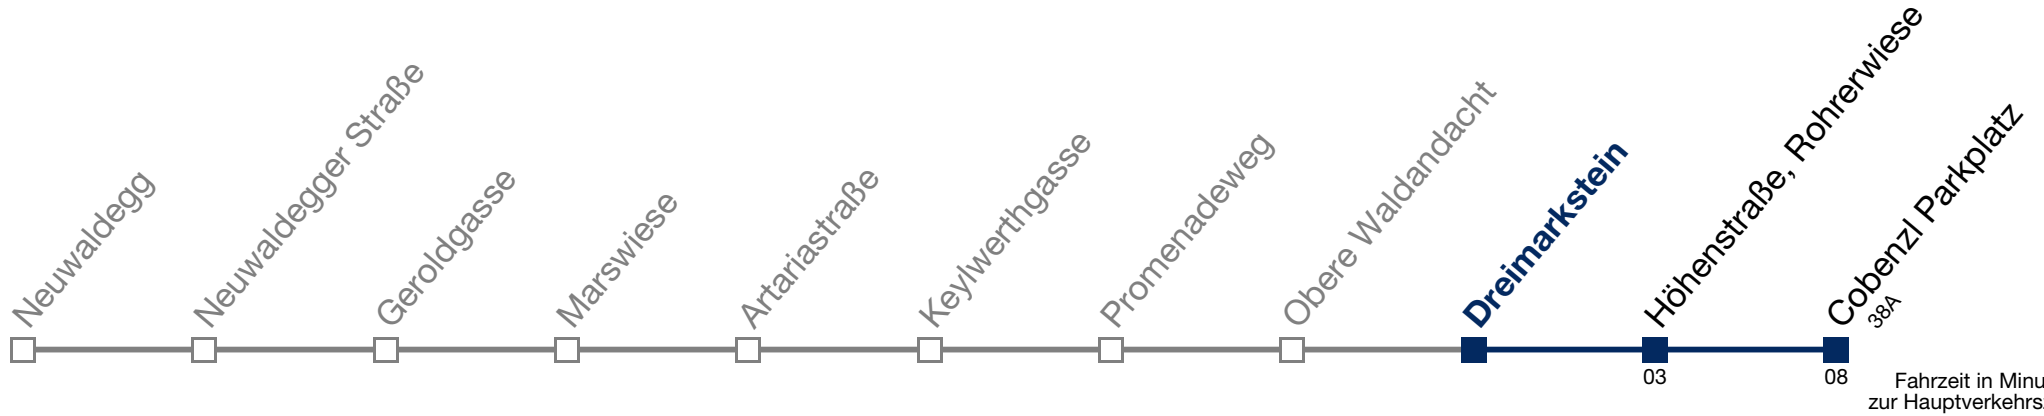 Neuwaldegg
Neuwaldegger Straße
Geroldgasse
Marswiese
Artariastraße
Keylwerthgasse
Promenadeweg
Obere Waldandacht
Dreimarkstein
Höhenstraße, Rohrerwiese
Cobenzl Parkplatz
38A
03
08
Fahrzeit in Minu
zur Hauptverkehrs